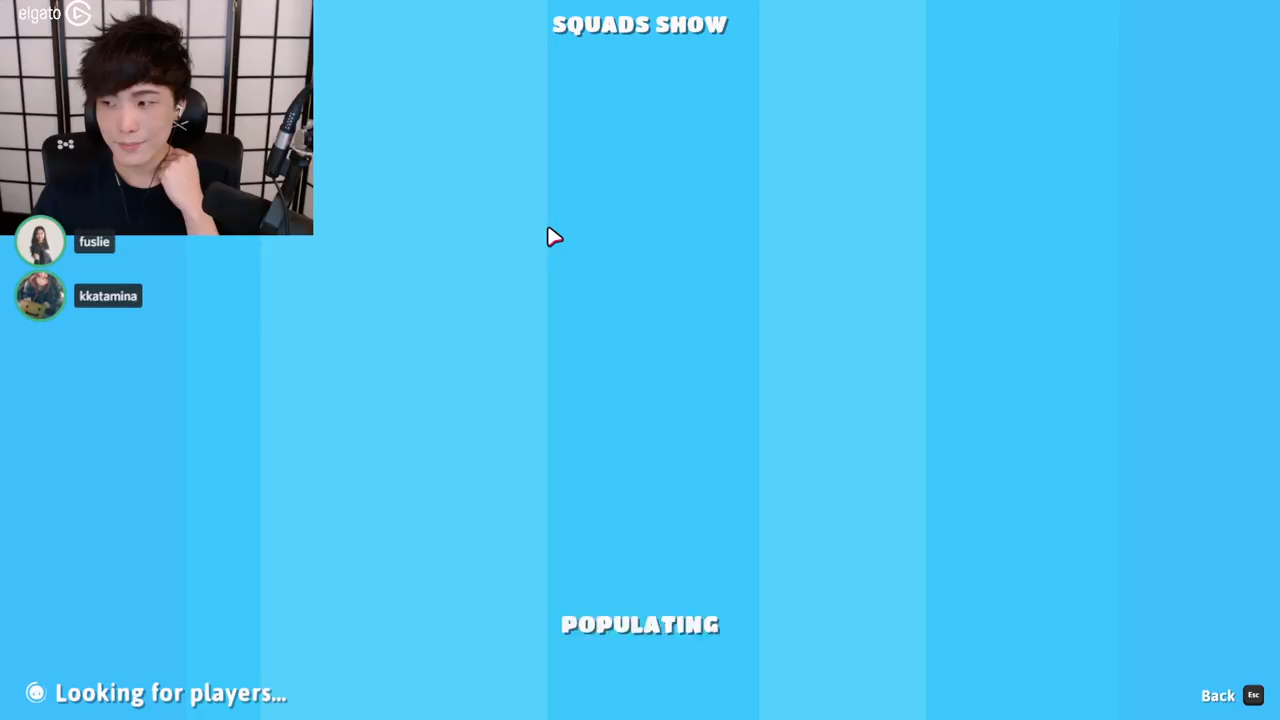 elgato
SQUADS SHOW
fuslie
kkatamina
POPULATING
Looking for players...
Back Esc